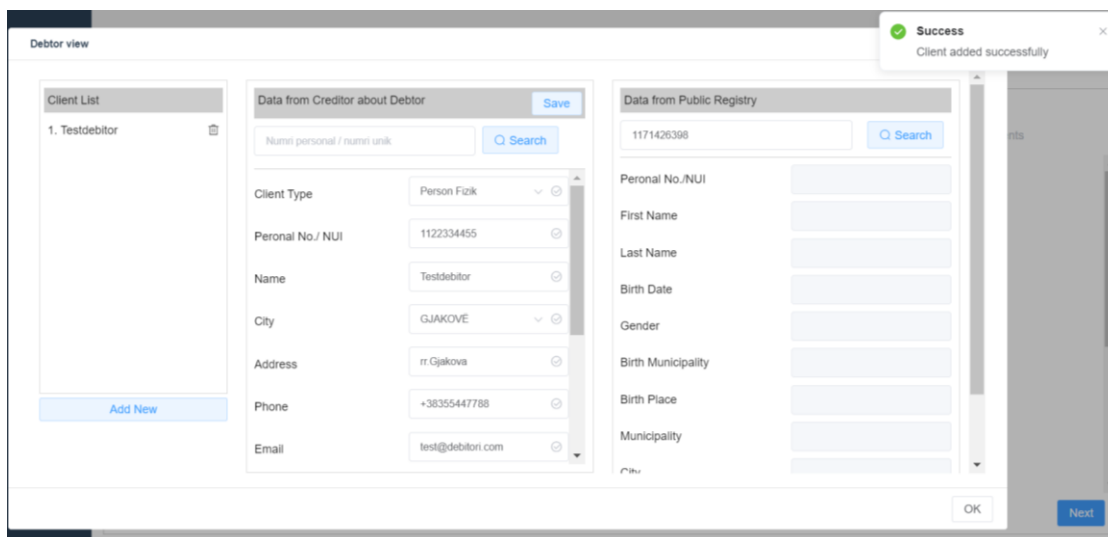 Debtor view
Success
Client added successfully
Client List
1. Testdebitor
Add New
Data from Creditor about Debtor
Save
Numri personal / numri unik
Search
Client Type
Person Fizik
Peronal No./ NUI
1122334455
Name
Testdebitor
City
GJAKOVË
Address
rr.Gjakova
Phone
+38355447788
Email
test@debitori.com
Data from Public Registry
1171426398
Search
Peronal No./NUI
First Name
Last Name
Birth Date
Gender
Birth Municipality
Birth Place
Municipality
City
nts
OK
Next